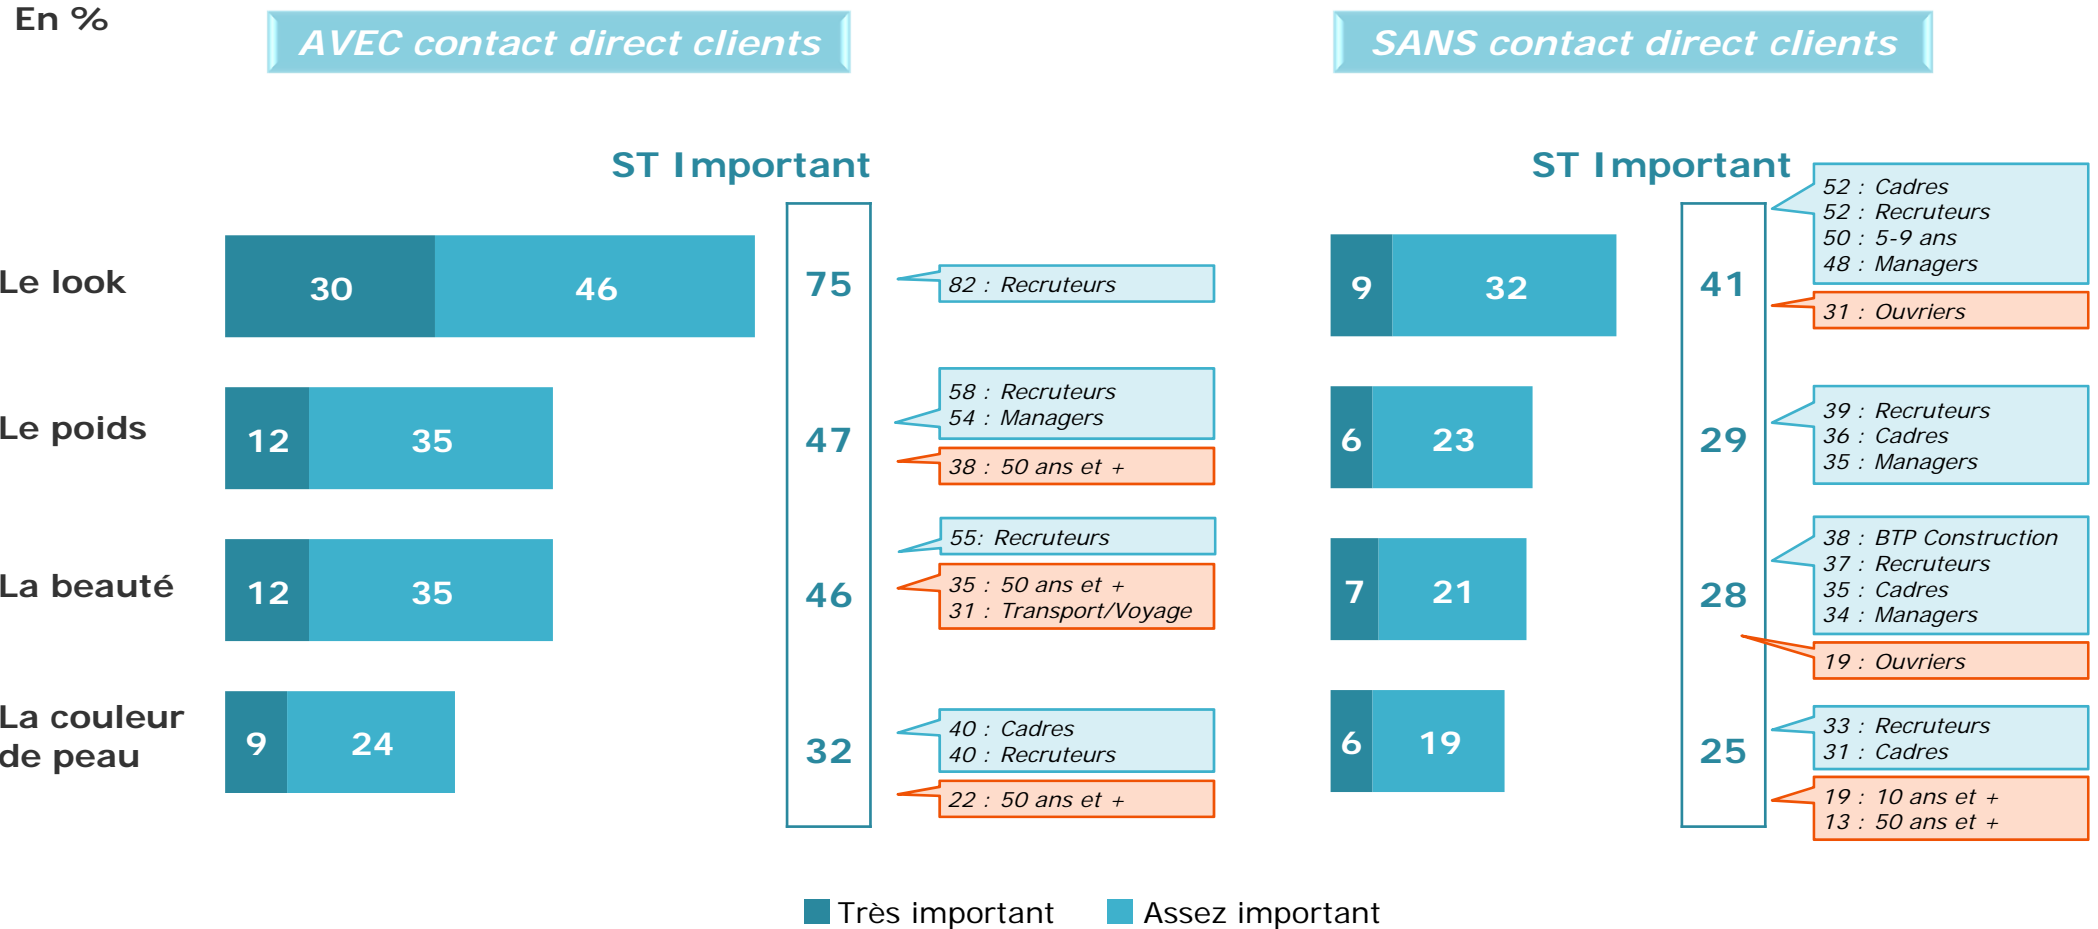 En %
AVEC contact direct clients
SANS contact direct clients
ST Important
ST Important
Le look
30
46
75
82 : Recruteurs
9
32
41
52 : Cadres
52 : Recruteurs
50 : 5-9 ans
48 : Managers
31 : Ouvriers
Le poids
12
35
47
58 : Recruteurs
54 : Managers
38 : 50 ans et +
6
23
29
39 : Recruteurs
36 : Cadres
35 : Managers
La beauté
12
35
46
55: Recruteurs
35 : 50 ans et +
31 : Transport/Voyage
7
21
28
38 : BTP Construction
37 : Recruteurs
35 : Cadres
34 : Managers
19 : Ouvriers
La couleur
de peau
9
24
32
40 : Cadres
40 : Recruteurs
22 : 50 ans et +
6
19
25
33 : Recruteurs
31 : Cadres
19 : 10 ans et +
13 : 50 ans et +
Très important
Assez important